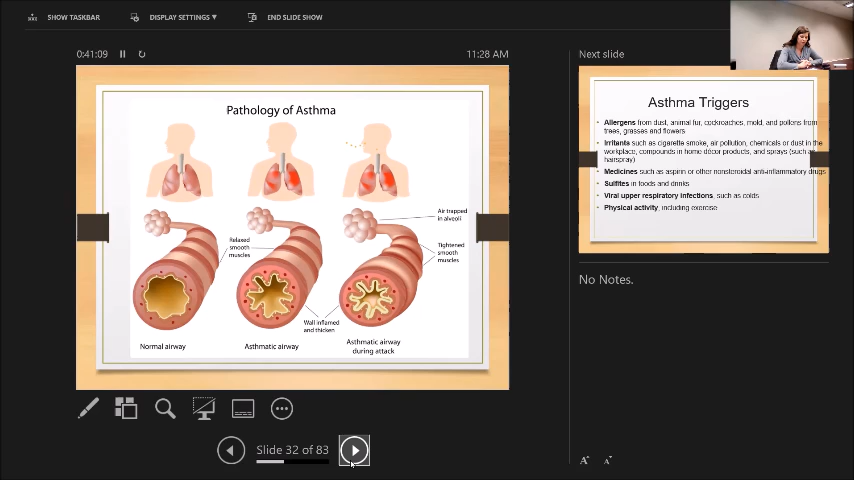 SHOW TASKBAR
DISPLAY SETTINGS ▼
END SLIDE SHOW
0:41:09
11:28 AM
Pathology of Asthma
Air trapped
in alveoli
Relaxed
smooth
muscles
Tightened
smooth
muscles
Wall inflamed
and thicken
Normal airway
Asthmatic airway
Asthmatic airway
during attack
Slide 32 of 83
Next slide
Asthma Triggers
• Allergens from dust, animal fur, cockroaches, mold, and pollens from
trees, grasses and flowers
• Irritants such as cigarette smoke, air pollution, chemicals or dust in the
workplace, compounds in home décor products, and sprays (such as
hairspray)
• Medicines such as aspirin or other nonsteroidal anti-inflammatory drugs
• Sulfites in foods and drinks
• Viral upper respiratory infections, such as colds
• Physical activity, including exercise
No Notes.
A
A